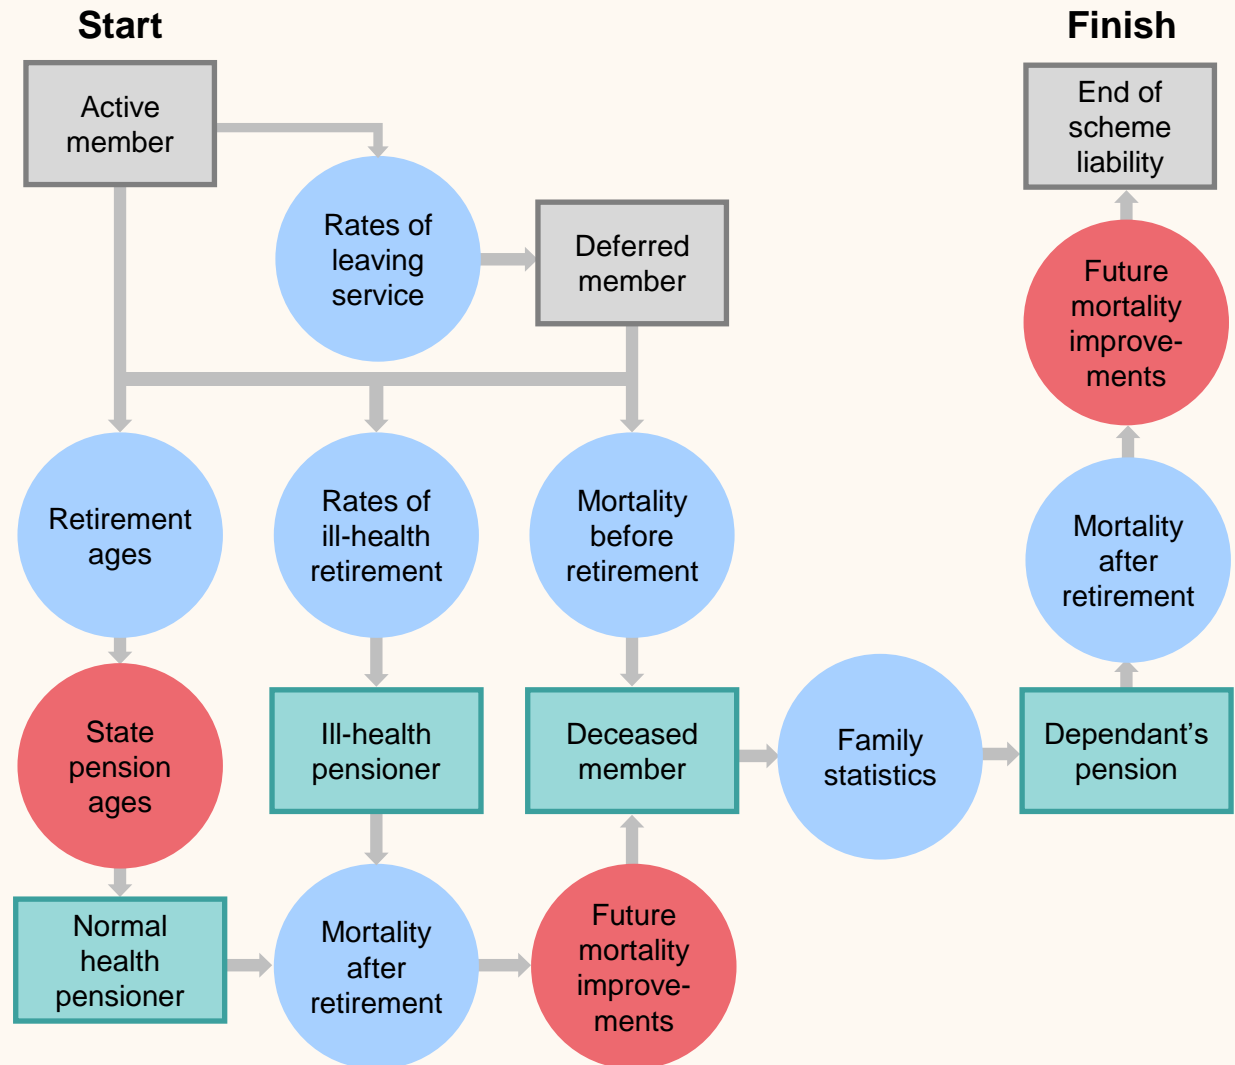 Start
Finish
Active
member
End of
scheme
liability
Rates of
leaving
service
Deferred
member
Future
mortality
improve-
ments
Retirement
ages
Rates of
ill-health
retirement
Mortality
before
retirement
Mortality
after
retirement
State
pension
ages
Ill-health
pensioner
Deceased
member
Family
statistics
Dependant’s
pension
Normal
health
pensioner
Mortality
after
retirement
Future
mortality
improve-
ments